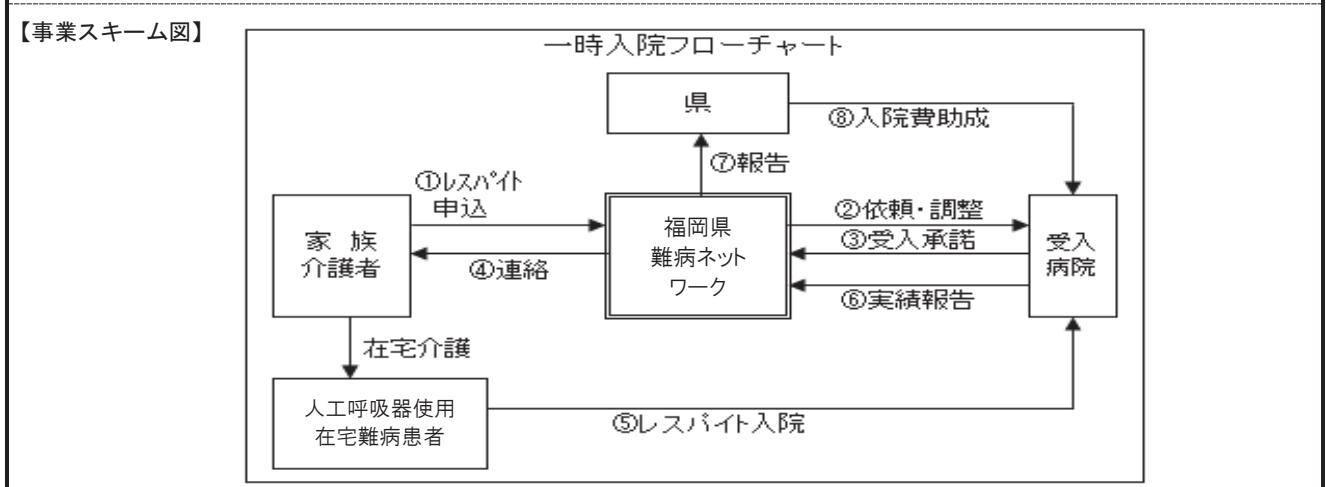 【事業スキーム図】
一時入院フローチャート
県
⑧入院費助成
⑦報告
①レスパイト
申込
家 族
介護者
④連絡
福岡県
難病ネット
ワーク
②依頼・調整
③受入承諾
⑥実績報告
受入
病院
在宅介護
人工呼吸器使用
在宅難病患者
⑤レスパイト入院